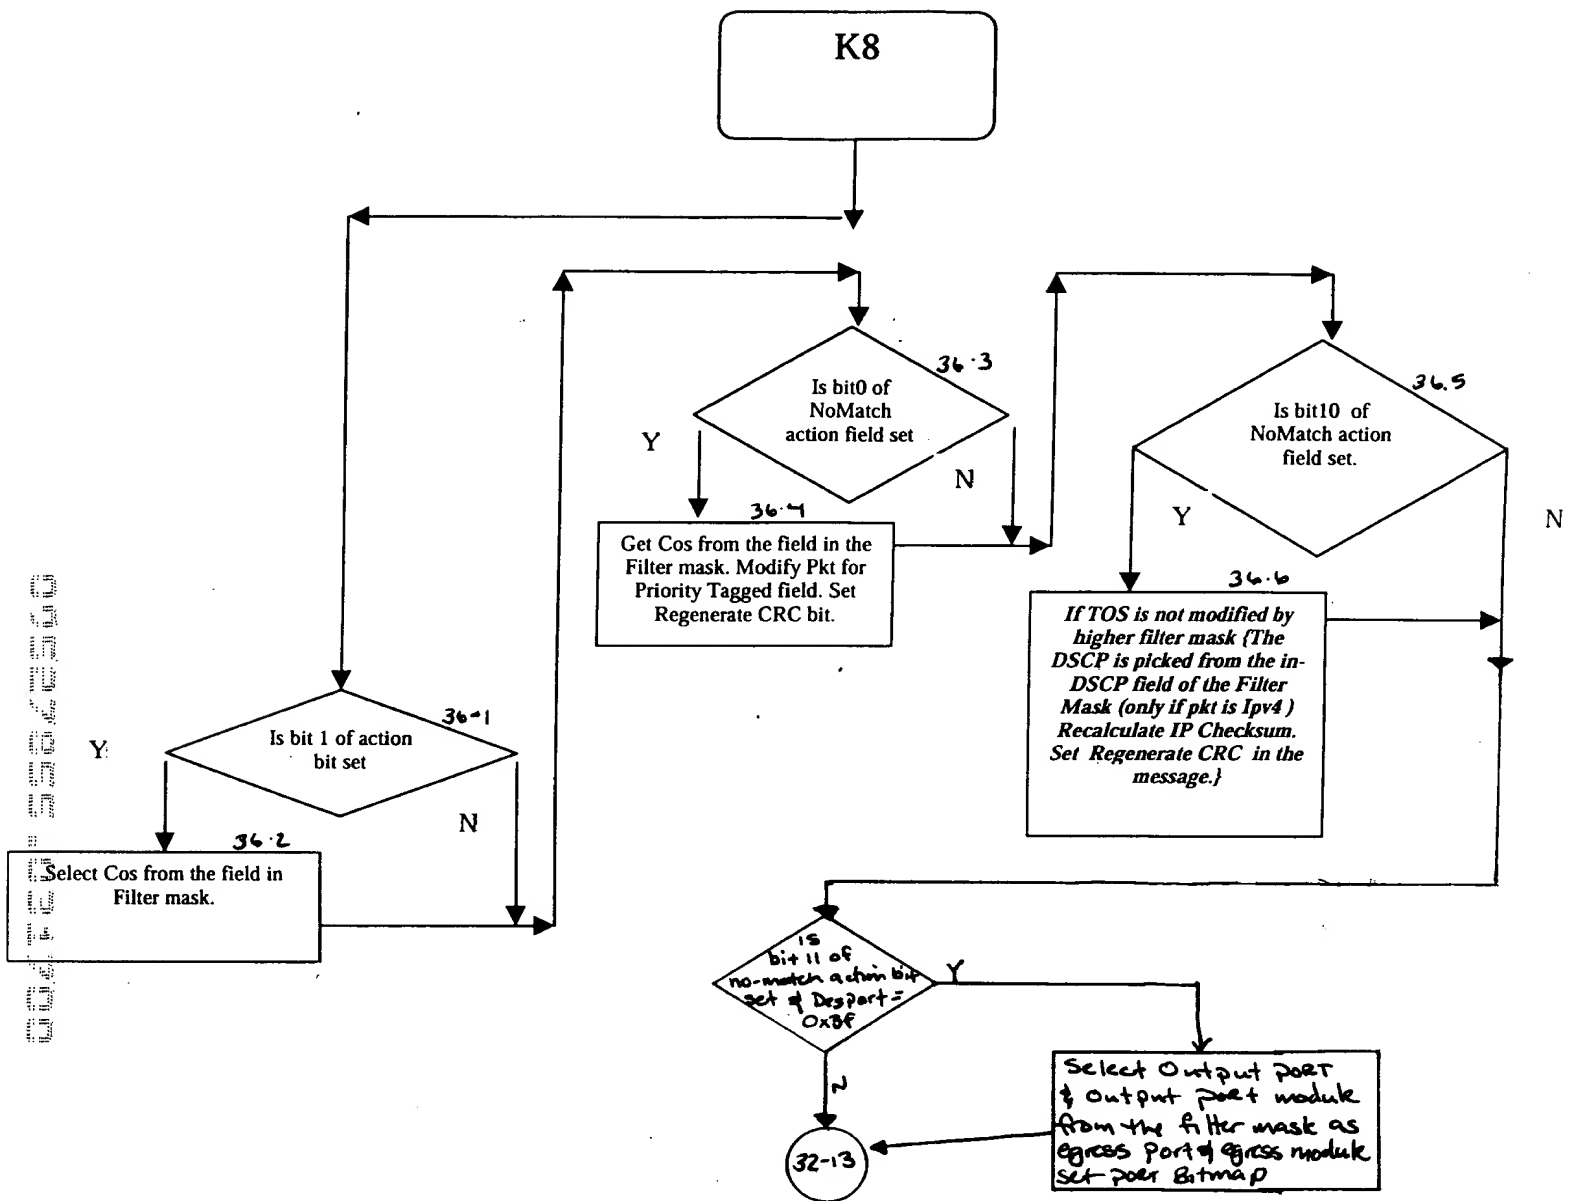 K8
36.3
Is bit0 of
NoMatch
action field set
Y
N
36.4
Get Cos from the field in the
Filter mask. Modify Pkt for
Priority Tagged field. Set
Regenerate CRC bit.
36.5
Is bit10 of
NoMatch action
field set.
Y
N
36.6
If TOS is not modified by
higher filter mask {The
DSCP is picked from the in-
DSCP field of the Filter
Mask (only if pkt is Ipv4 )
Recalculate IP Checksum.
Set Regenerate CRC in the
message.}
36-1
Is bit 1 of action
bit set
Y
N
36.2
Select Cos from the field in
Filter mask.
is
bit 11 of
no-match action bit
set & Desport =
0x3f
Y
N
Select Output PORT
& output port module
from the filter mask as
egress port & egress module
set port Bitmap
32-13